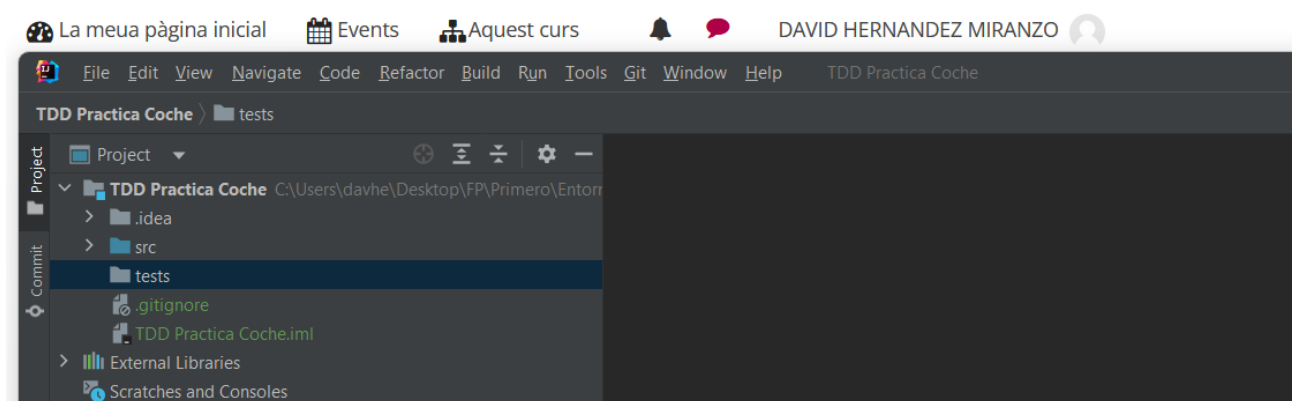 La meua pàgina inicial Events Aquest curs DAVID HERNANDEZ MIRANZO
File Edit View Navigate Code Refactor Build Run Tools Git Window Help TDD Practica Coche
TDD Practica Coche tests
Project
Project
TDD Practica Coche C:\Users\davhe\Desktop\FP\Primero\Entorr
.idea
src
Commit
tests
.gitignore
TDD Practica Coche.iml
External Libraries
Scratches and Consoles